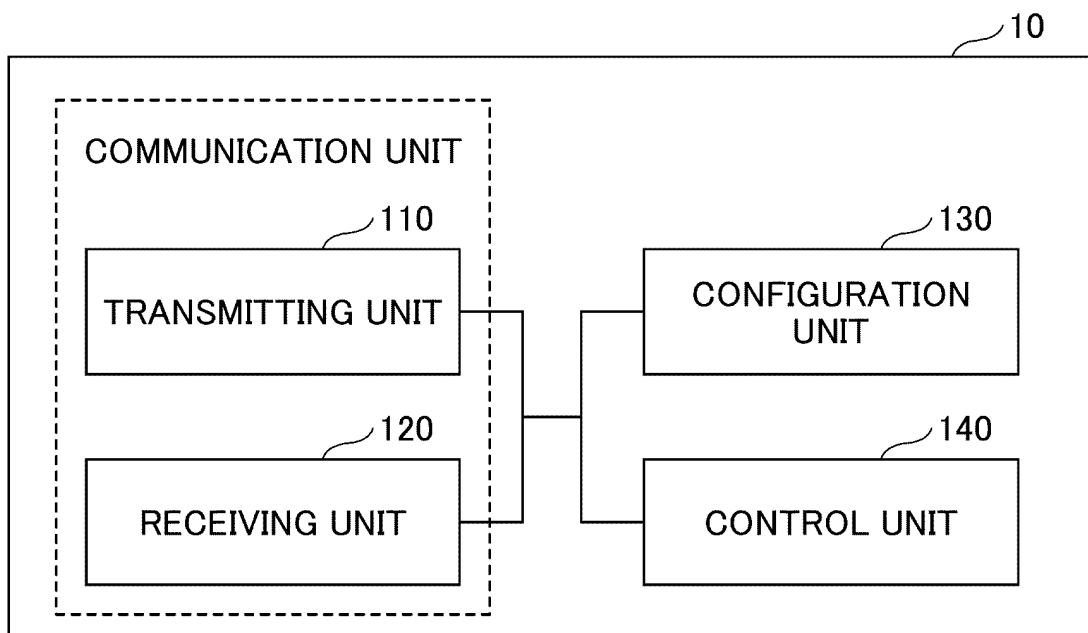 10
COMMUNICATION UNIT
110
TRANSMITTING UNIT
120
RECEIVING UNIT
130
CONFIGURATION
UNIT
140
CONTROL UNIT